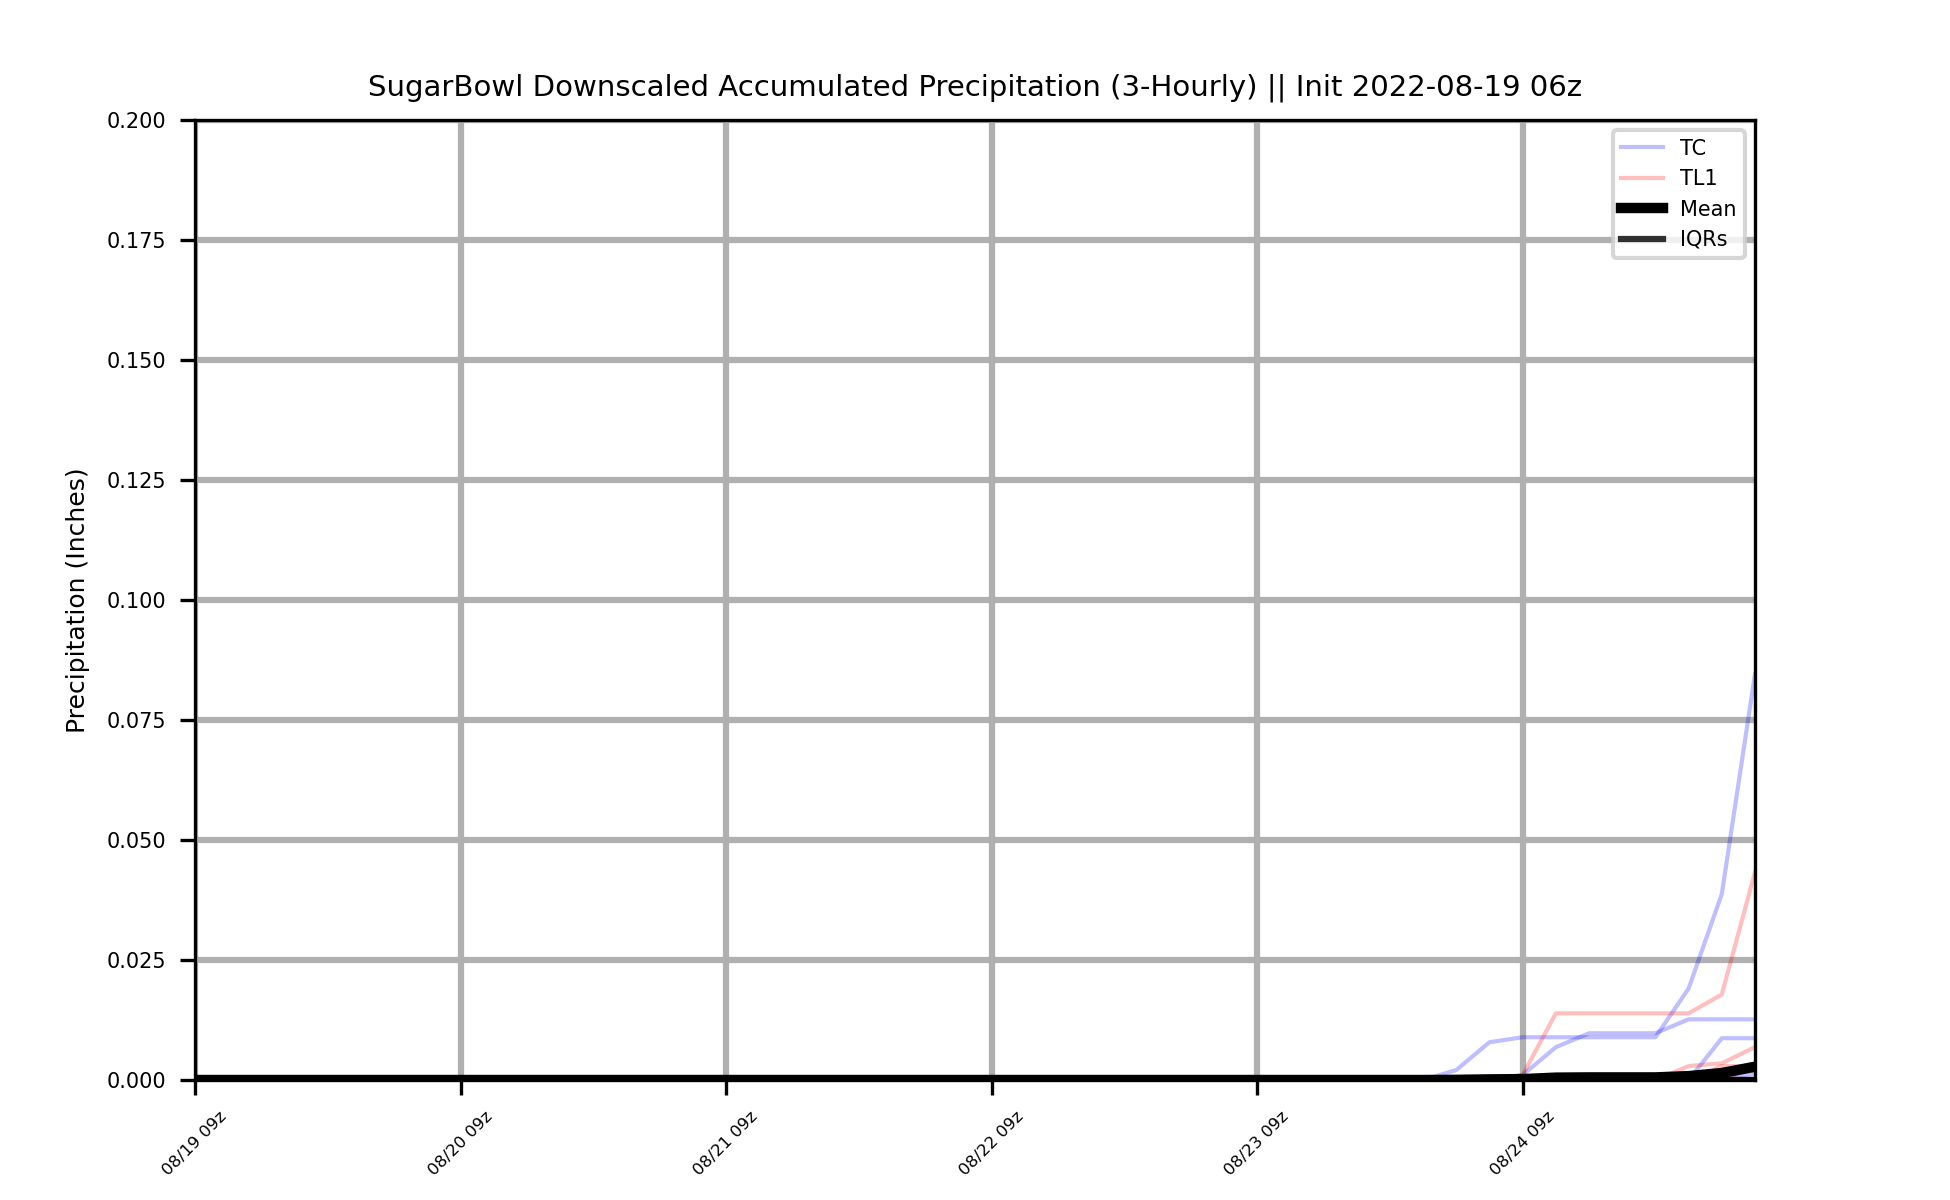 SugarBowl Downscaled Accumulated Precipitation (3-Hourly) || Init 2022-08-19 06z
Precipitation (Inches)
0.200
0.175
0.150
0.125
0.100
0.075
0.050
0.025
0.000
TC
TL1
Mean
IQRs
08/19 09z
08/20 09z
08/21 09z
08/22 09z
08/23 09z
08/24 09z